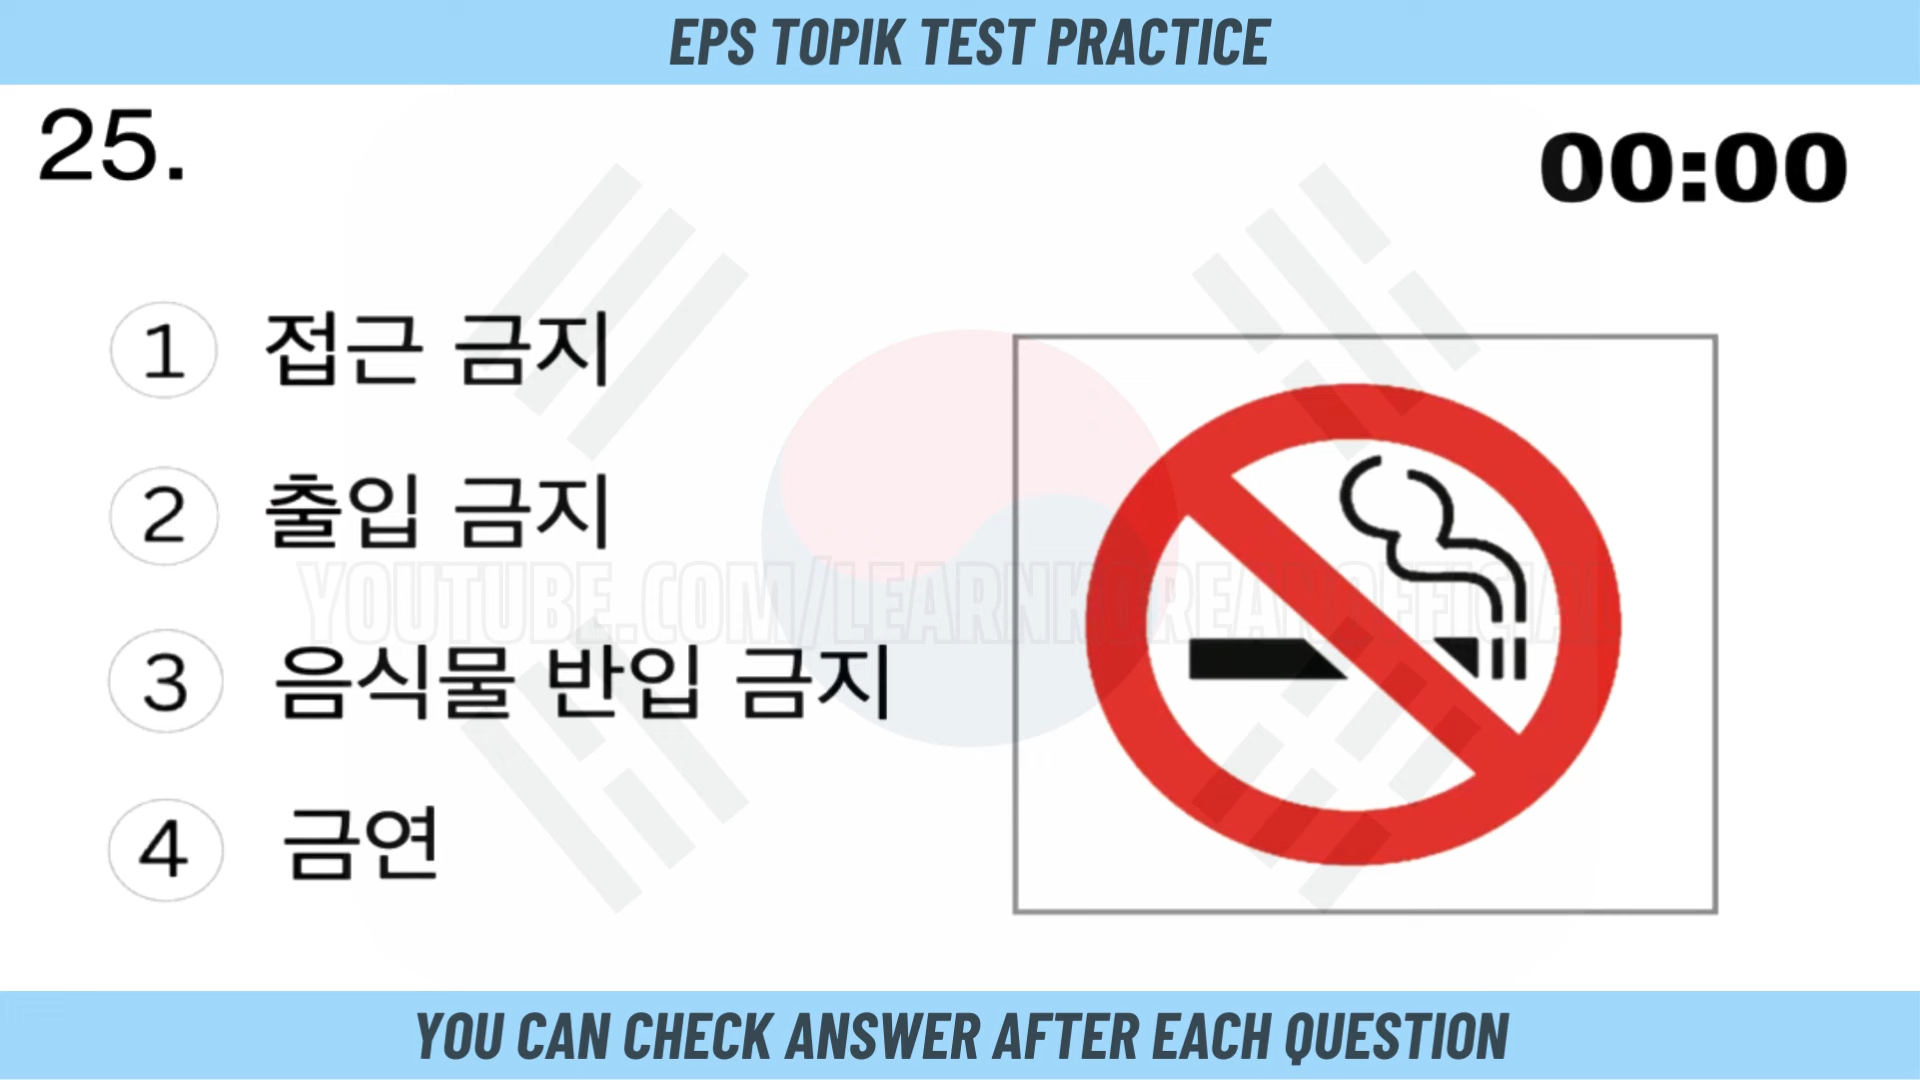 EPS TOPIK TEST PRACTICE
25.
00:00
1 접근 금지
2 출입 금지
3 음식물 반입 금지
4 금연
YOUTUBE.COM/LEARNKOREANOFFICIAL
YOU CAN CHECK ANSWER AFTER EACH QUESTION